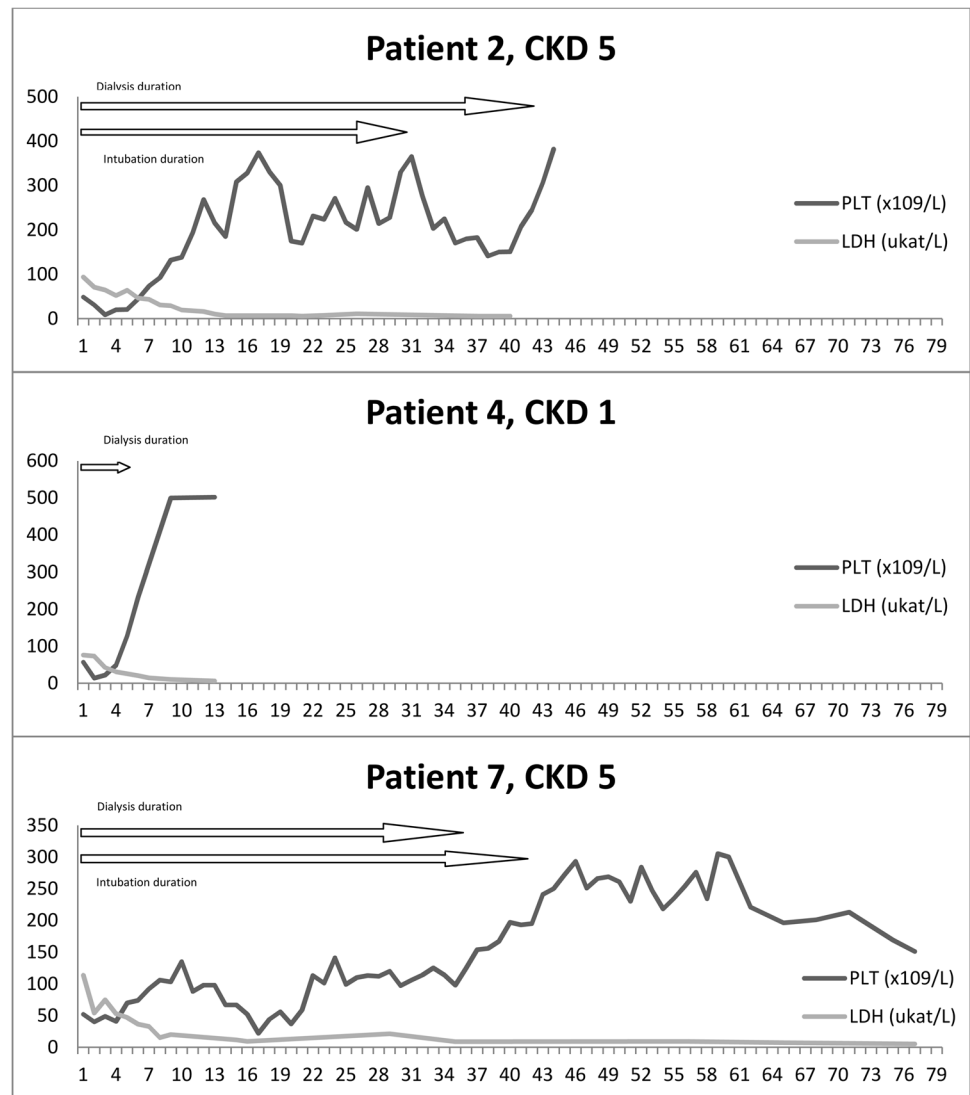 Patient 2, CKD 5
Dialysis duration
500
400
Intubation duration
300
200
100
0
PLT (x109/L)
LDH (ukat/L)
1 4 7 10 13 16 19 22 25 28 31 34 37 40 43 46 49 52 55 58 61 64 67 70 73 76 79
Patient 4, CKD 1
Dialysis duration
600
500
400
300
200
100
0
PLT (x109/L)
LDH (ukat/L)
1 4 7 10 13 16 19 22 25 28 31 34 37 40 43 46 49 52 55 58 61 64 67 70 73 76 79
Patient 7, CKD 5
Dialysis duration
350
300
Intubation duration
250
200
150
100
50
0
PLT (x109/L)
LDH (ukat/L)
1 4 7 10 13 16 19 22 25 28 31 34 37 40 43 46 49 52 55 58 61 64 67 70 73 76 79